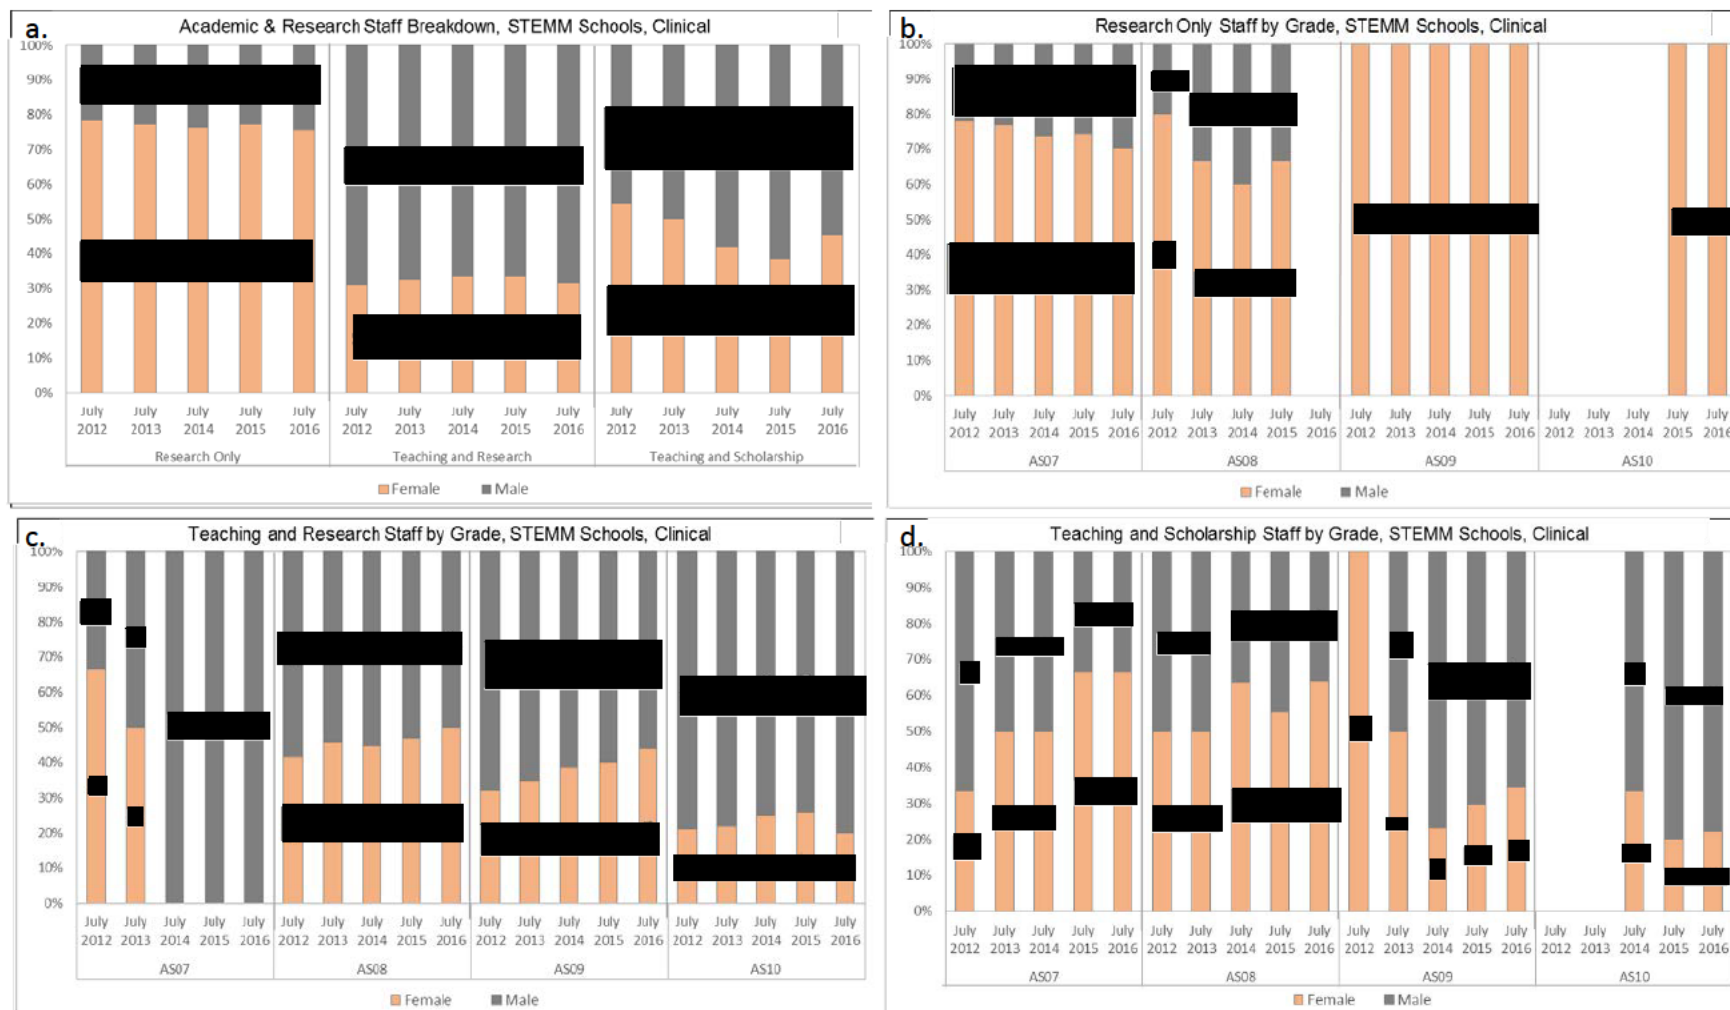 a. Academic & Research Staff Breakdown, STEMM Schools, Clinical
100%
90%
80%
70%
60%
50%
40%
30%
20%
10%
0%
July July July July July July July July July July July July July July July
2012 2013 2014 2015 2016 2012 2013 2014 2015 2016 2012 2013 2014 2015 2016
Research Only Teaching and Research Teaching and Scholarship
Female Male
b. Research Only Staff by Grade, STEMM Schools, Clinical
100%
90%
80%
70%
60%
50%
40%
30%
20%
10%
0%
July July July July July July July July July July July July July July July July July July July July
2012 2013 2014 2015 2016 2012 2013 2014 2015 2016 2012 2013 2014 2015 2016 2012 2013 2014 2015 2016
AS07 AS08 AS09 AS10
Female Male
c. Teaching and Research Staff by Grade, STEMM Schools, Clinical
100%
90%
80%
70%
60%
50%
40%
30%
20%
10%
0%
July July July July July July July July July July July July July July July July July July July July
2012 2013 2014 2015 2016 2012 2013 2014 2015 2016 2012 2013 2014 2015 2016 2012 2013 2014 2015 2016
AS07 AS08 AS09 AS10
Female Male
d. Teaching and Scholarship Staff by Grade, STEMM Schools, Clinical
100%
90%
80%
70%
60%
50%
40%
30%
20%
10%
0%
July July July July July July July July July July July July July July July July July July July July
2012 2013 2014 2015 2016 2012 2013 2014 2015 2016 2012 2013 2014 2015 2016 2012 2013 2014 2015 2016
AS07 AS08 AS09 AS10
Female Male